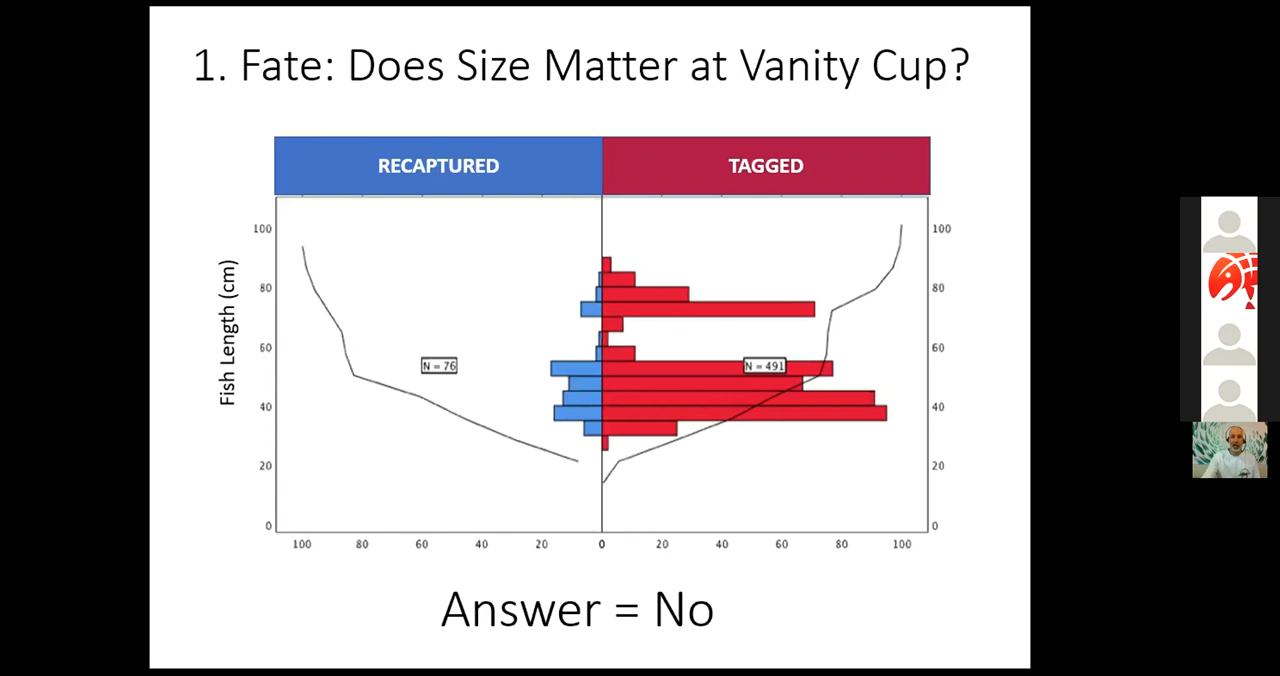 1. Fate: Does Size Matter at Vanity Cup?
RECAPTURED TAGGED
Fish Length (cm)
100 100
80 80
60 60
N = 76 N = 491
40 40
20 20
0 0
100 80 60 40 20 0 20 40 60 80 100
Answer = No